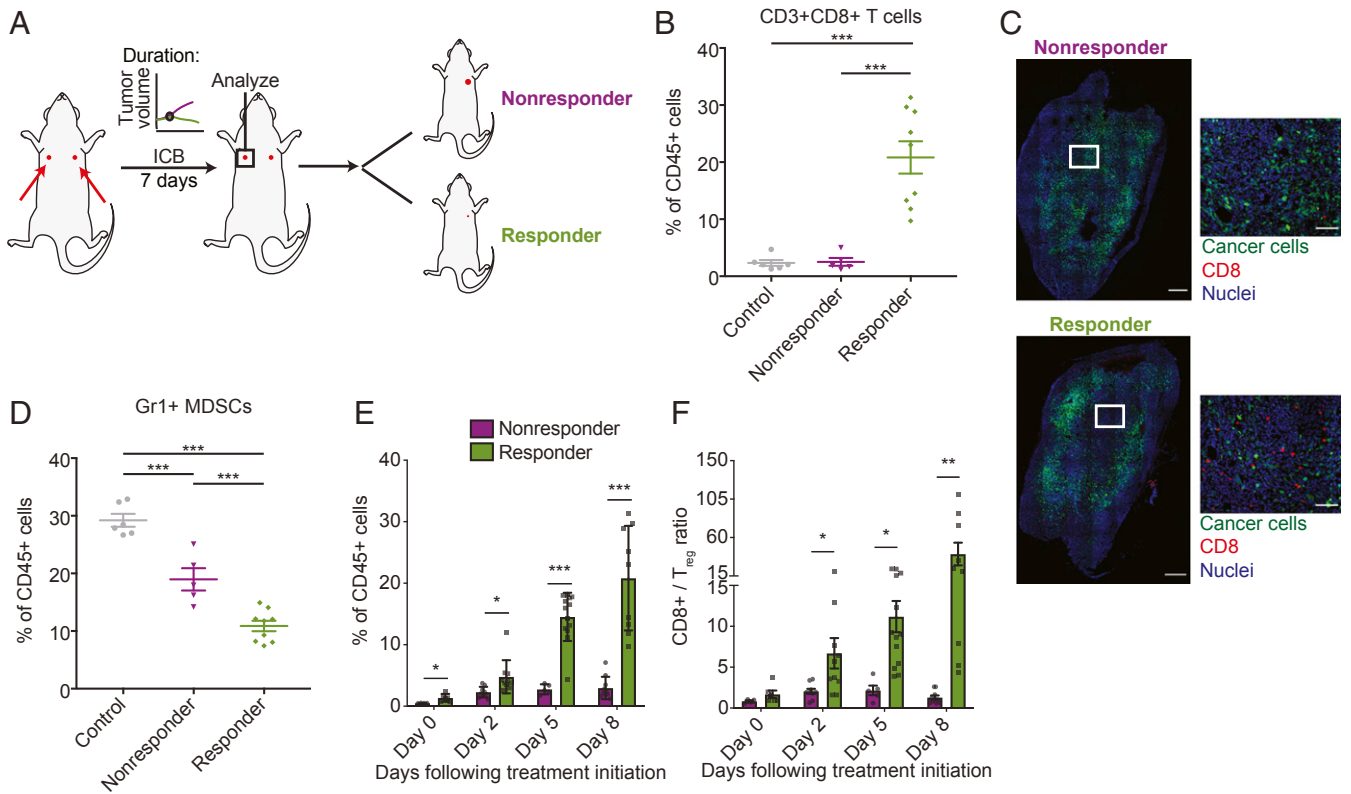 A
Duration:
Tumor
volume
Analyze
ICB
7 days
Nonresponder
Responder
B
CD3+CD8+ T cells
***
***
% of CD45+ cells
40
30
20
10
0
Control
Nonresponder
Responder
C
Nonresponder
Cancer cells
CD8
Nuclei
Responder
Cancer cells
CD8
Nuclei
D
Gr1+ MDSCs
***
***
***
% of CD45+ cells
40
30
20
10
0
Control
Nonresponder
Responder
E
Nonresponder
Responder
% of CD45+ cells
40
30
20
10
0
*
*
***
***
Day 0
Day 2
Day 5
Day 8
Days following treatment initiation
F
CD8+ / Treg ratio
150
105
60
15
15
10
5
0
*
*
**
Day 0
Day 2
Day 5
Day 8
Days following treatment initiation